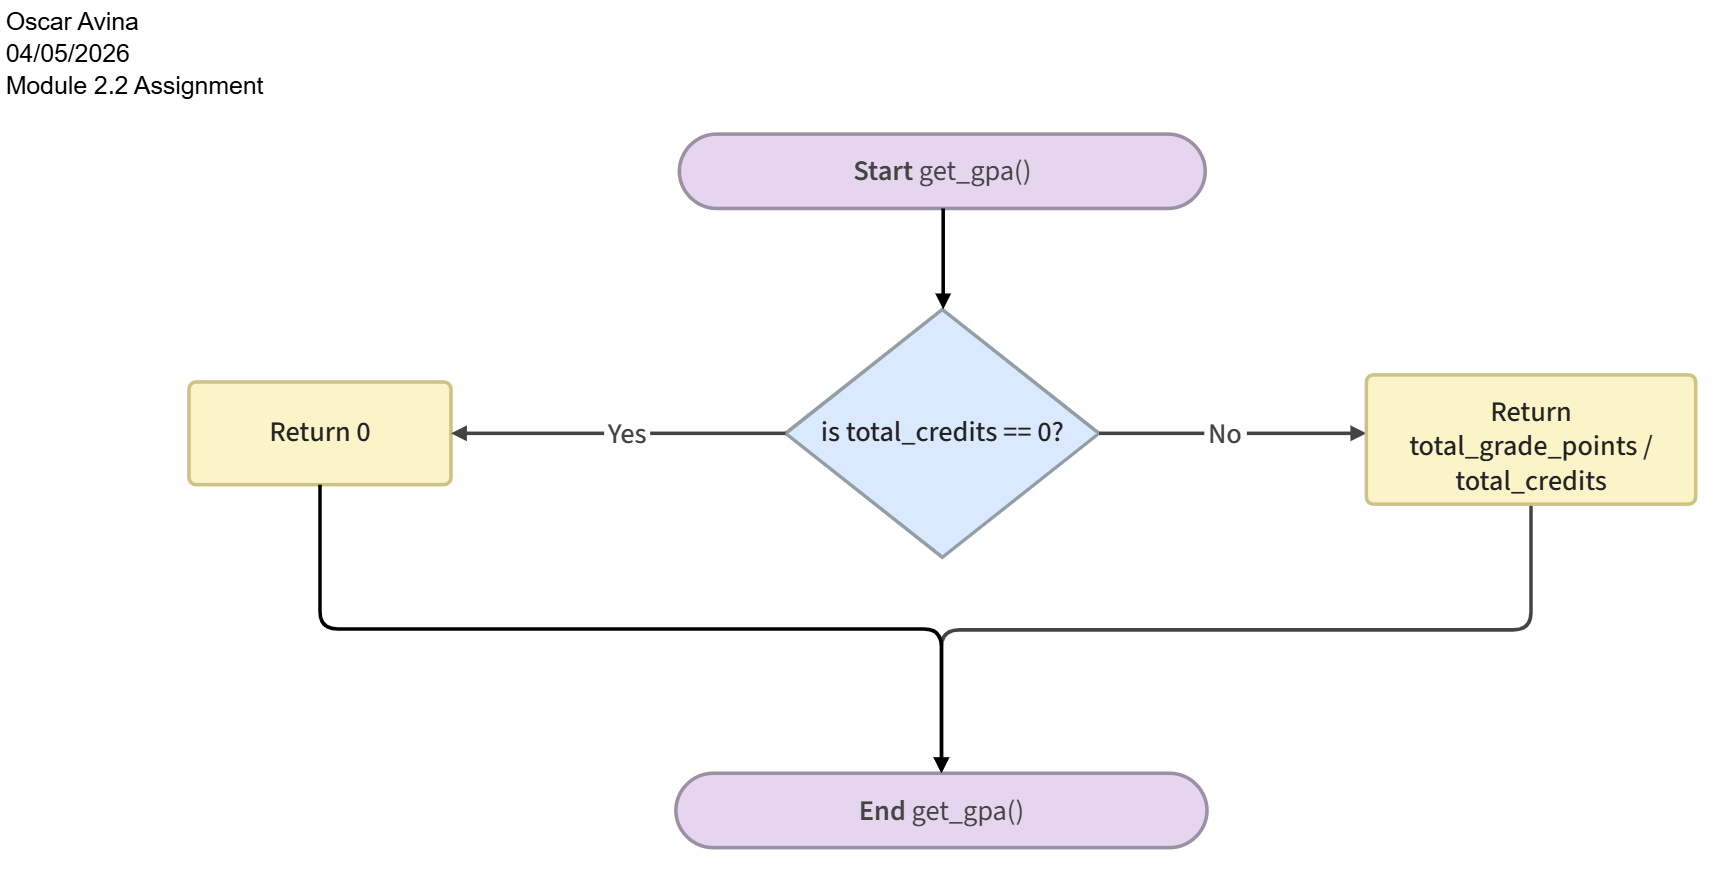 Oscar Avina
04/05/2026
Module 2.2 Assignment
Start get_gpa()
is total_credits == 0?
Yes
No
Return 0
Return
total_grade_points /
total_credits
End get_gpa()